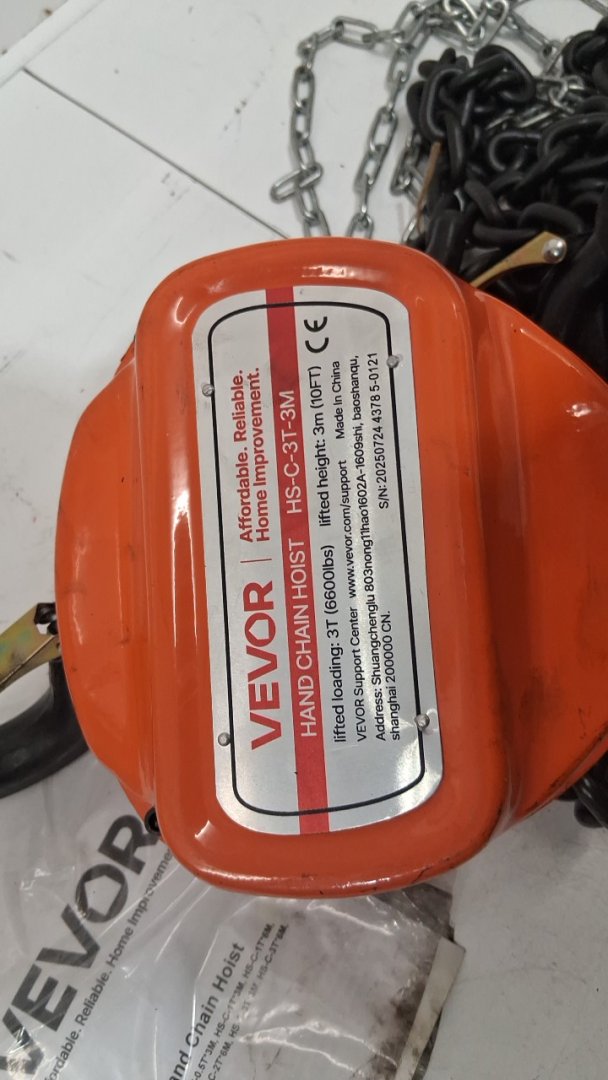 VEVOR
Affordable. Reliable.
Home Improvement.
HAND CHAIN HOIST HS-C-3T-3M
lifted loading: 3T (6600lbs) lifted height: 3m (10FT) CE
VEVOR Support Center www.vevor.com/support Made In China
Address: Shuangchenglu 803nong11hao1602A-1609shi, baoshanqu,
shanghai 200000 CN.
S/N: 20250724 4378 5-0121
VEVOR
Reliable. Home Improvement
Chain Hoist